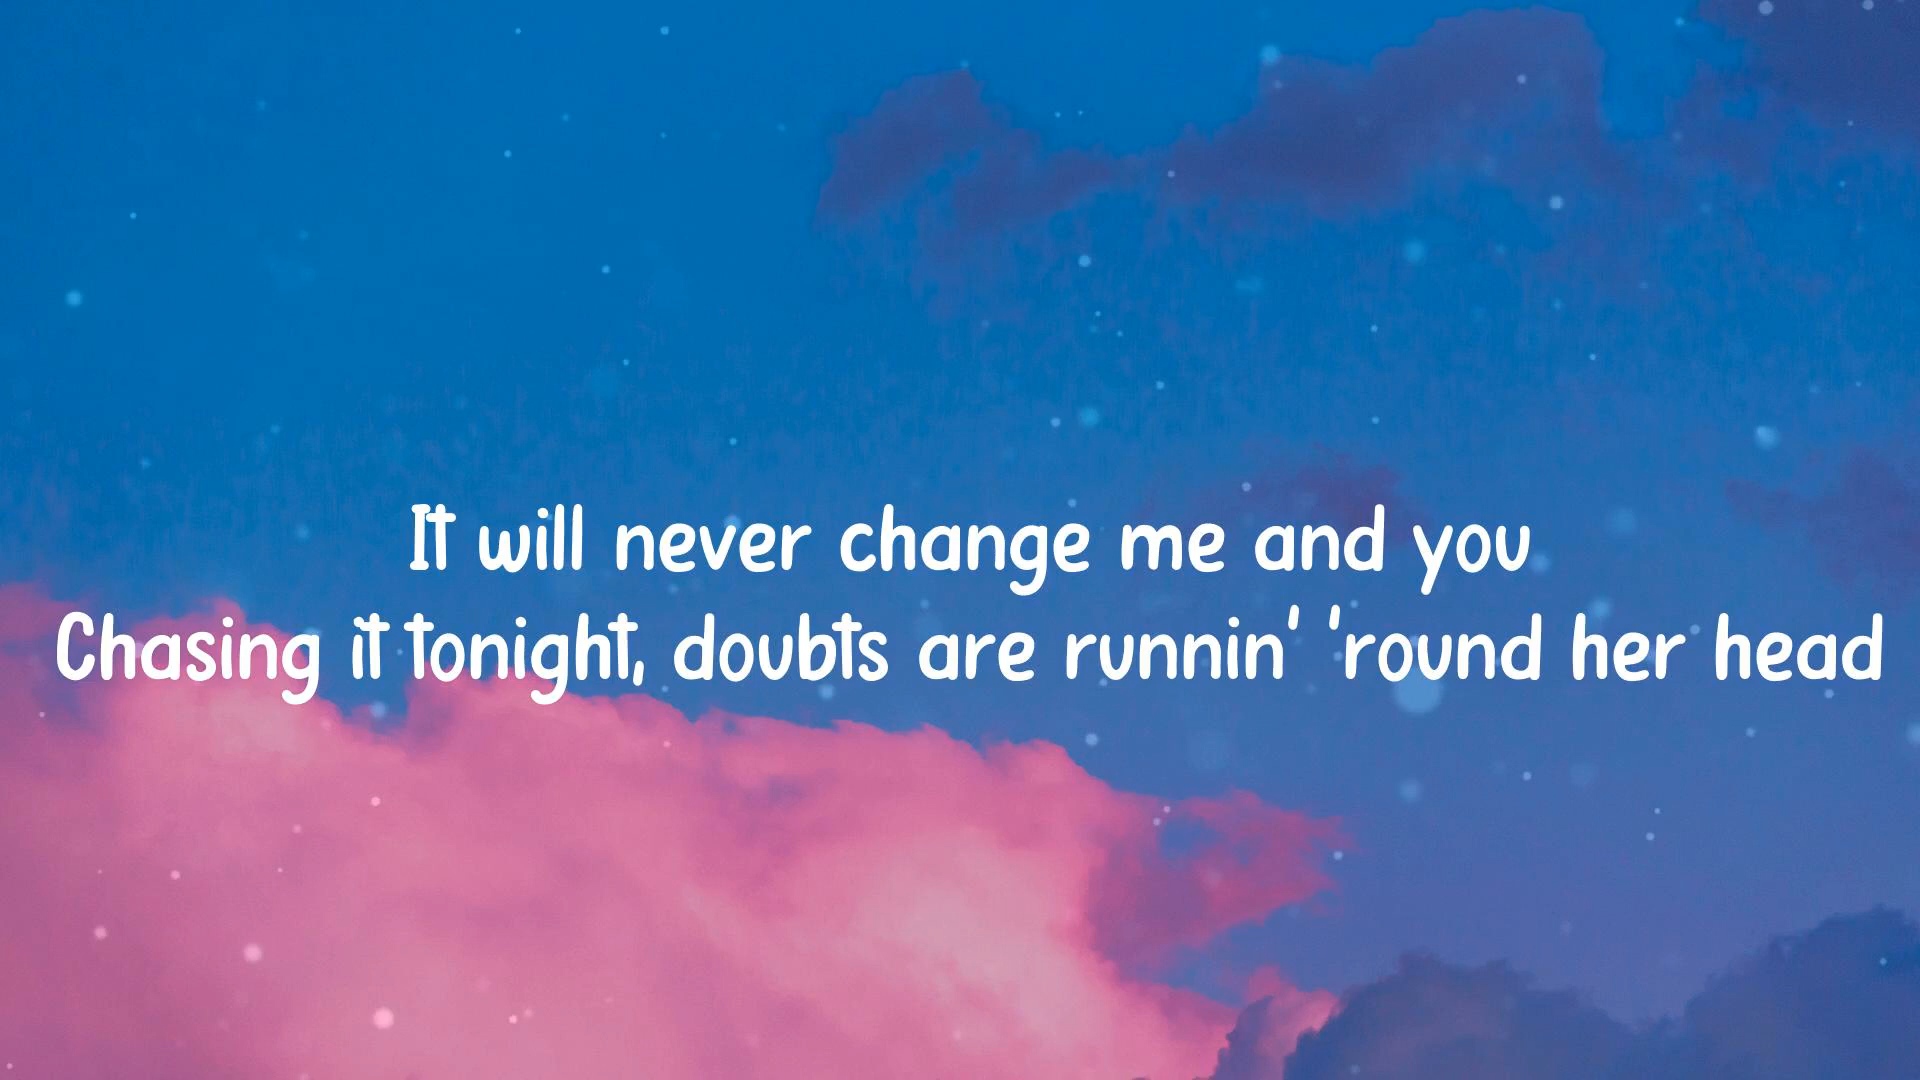 It will never change me and you
Chasing it tonight, doubts are runnin' 'round her head